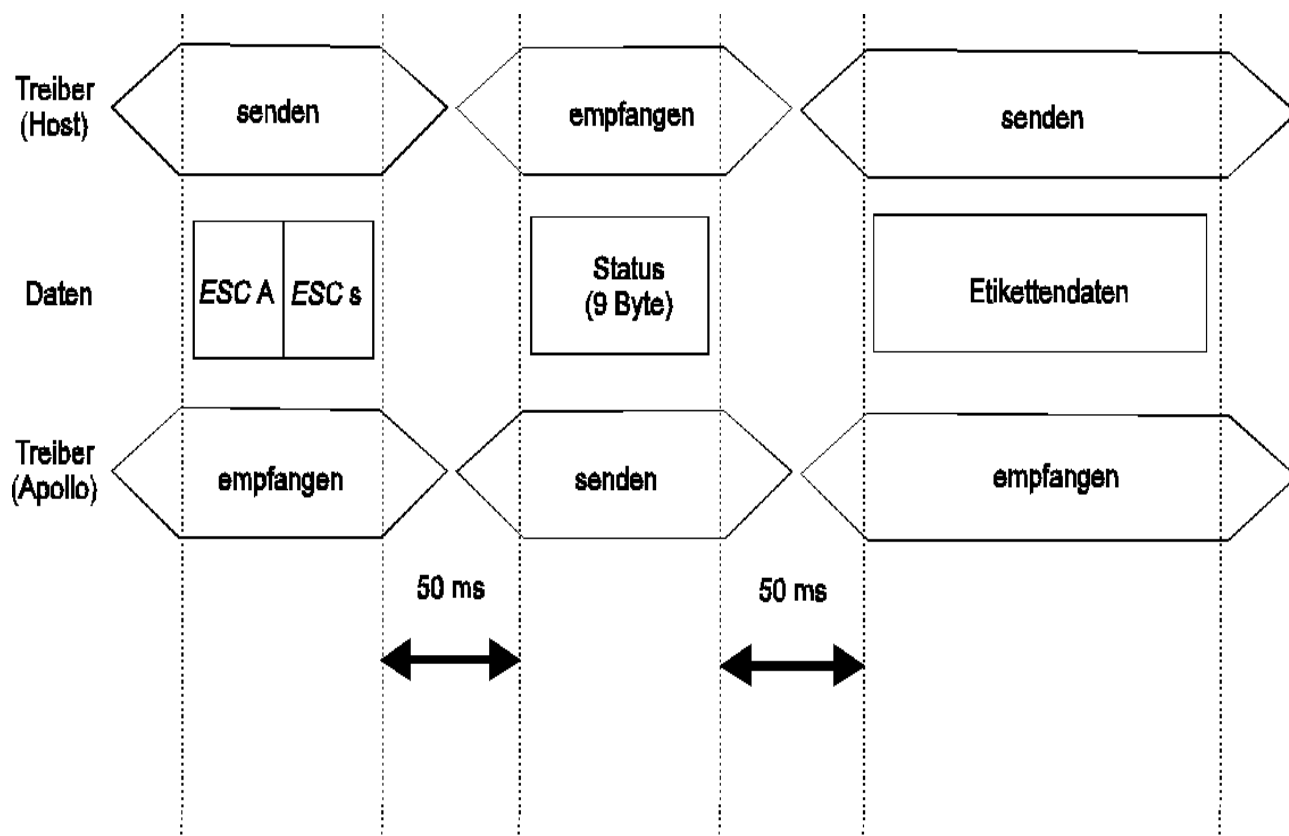 Treiber
(Host)
senden
empfangen
senden
Daten
ESC A
ESC s
Status
(9 Byte)
Etikettendaten
Treiber
(Apollo)
empfangen
senden
empfangen
50 ms
50 ms